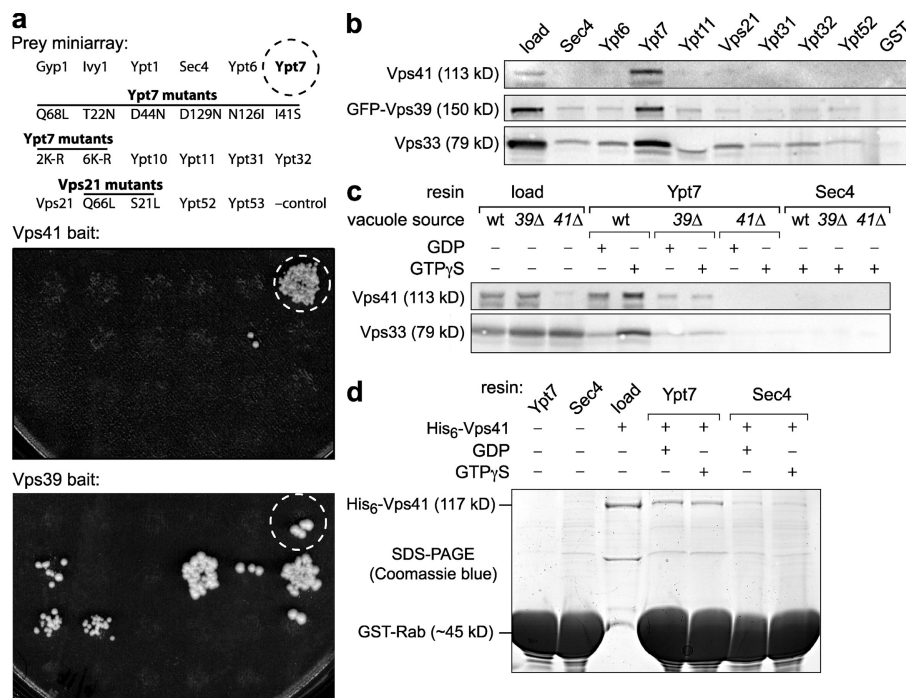 a
Prey miniarray:
Gyp1 Ivy1 Ypt1 Sec4 Ypt6 Ypt7
Ypt7 mutants
Q68L T22N D44N D129N N126I I41S
Ypt7 mutants
2K-R 6K-R Ypt10 Ypt11 Ypt31 Ypt32
Vps21 mutants
Vps21 Q66L S21L Ypt52 Ypt53 –control
Vps41 bait:
Vps39 bait:
b
load Sec4 Ypt6 Ypt7 Ypt11 Vps21 Ypt31 Ypt32 Ypt52 GST
Vps41 (113 kD)
GFP-Vps39 (150 kD)
Vps33 (79 kD)
c
resin load Ypt7 Sec4
vacuole source wt 39Δ 41Δ wt 39Δ 41Δ wt 39Δ 41Δ
GDP – – – + – + – + – – – –
GTPγS – – – – + – + – + + + +
Vps41 (113 kD)
Vps33 (79 kD)
d
resin: Ypt7 Sec4 load Ypt7 Sec4
His6-Vps41 – – + + + + +
GDP – – – + – + –
GTPγS – – – – + – +
His6-Vps41 (117 kD)
SDS-PAGE
(Coomassie blue)
GST-Rab (~45 kD)